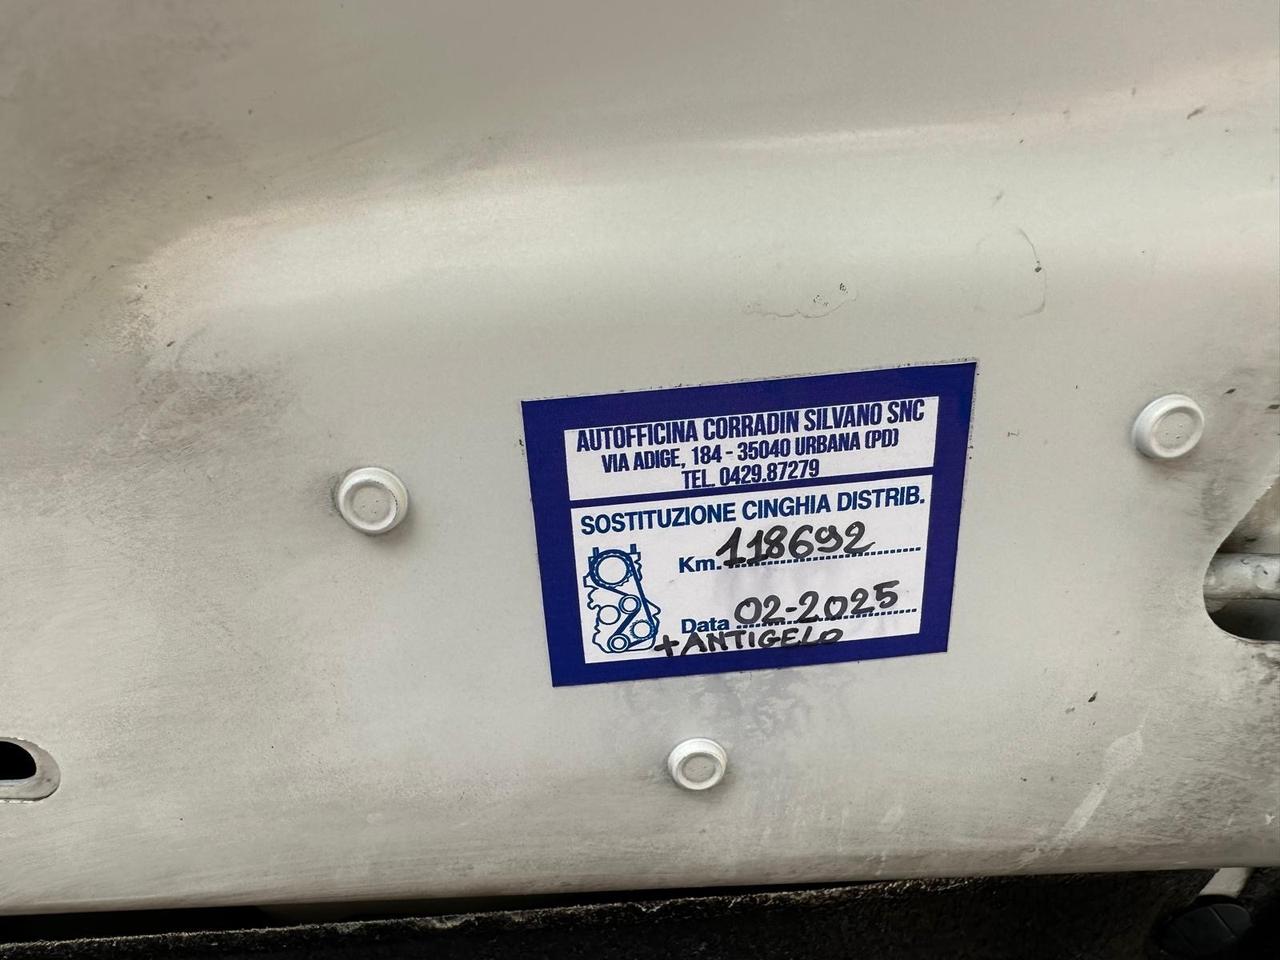 AUTOFFICINA CORRADIN SILVANO SNC
VIA ADIGE, 184 - 35040 URBANA (PD)
TEL. 0429.87279
SOSTITUZIONE CINGHIA DISTRIB.
Km. 118692
Data 02-2025
+ANTIGELO